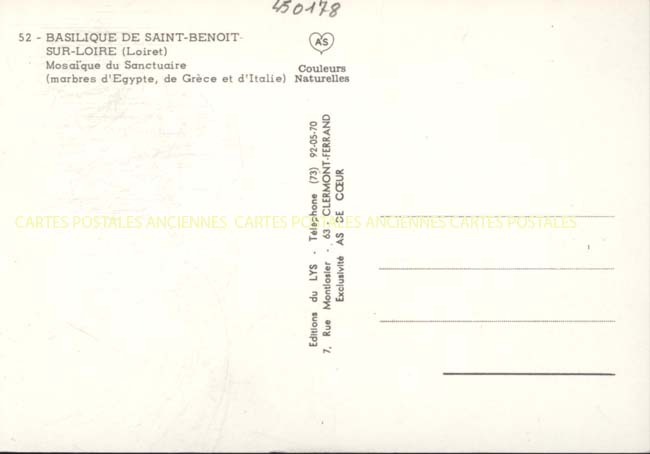 450178
52 - BASILIQUE DE SAINT-BENOIT-
SUR-LOIRE (Loiret)
Mosaïque du Sanctuaire
(marbres d'Egypte, de Grèce et d'Italie)
AS
Couleurs
Naturelles
Editions du LYS - Téléphone (73) 92-05-70
7, Rue Montlosier - 63 - CLERMONT-FERRAND
Exclusivité AS DE CŒUR
CARTES POSTALES ANCIENNES CARTES POSTALES ANCIENNES CARTES POSTALES